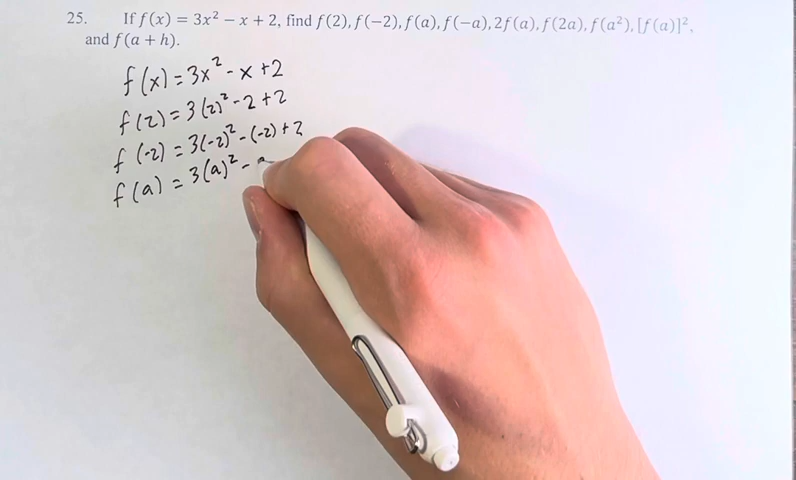 25. If f(x) = 3x² − x + 2, find f(2), f(−2), f(a), f(−a), 2f(a), f(2a), f(a²), [f(a)]²,
and f(a + h).
f(x) = 3x² - x + 2
f(2) = 3(2)² - 2 + 2
f(-2) = 3(-2)² - (-2) + 2
f(a) = 3(a)² -